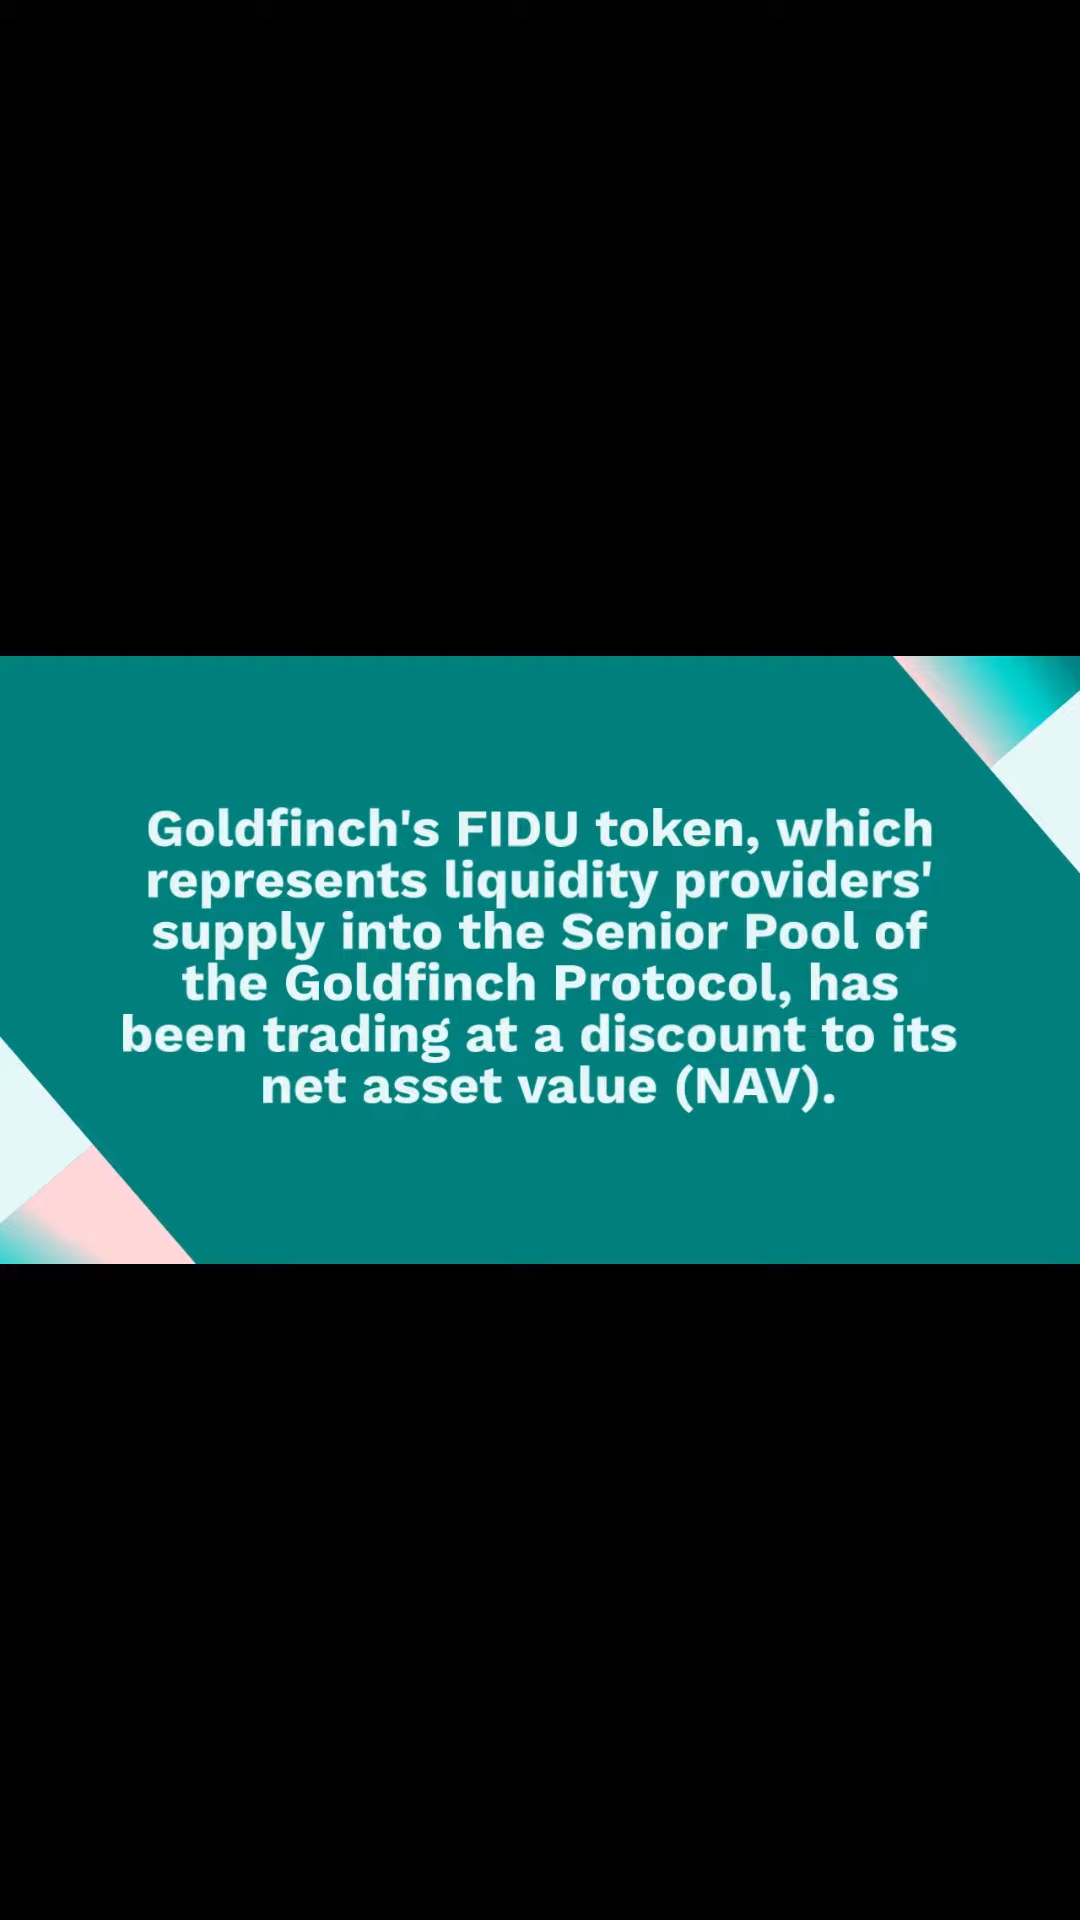 Goldfinch's FIDU token, which
represents liquidity providers'
supply into the Senior Pool of
the Goldfinch Protocol, has
been trading at a discount to its
net asset value (NAV).